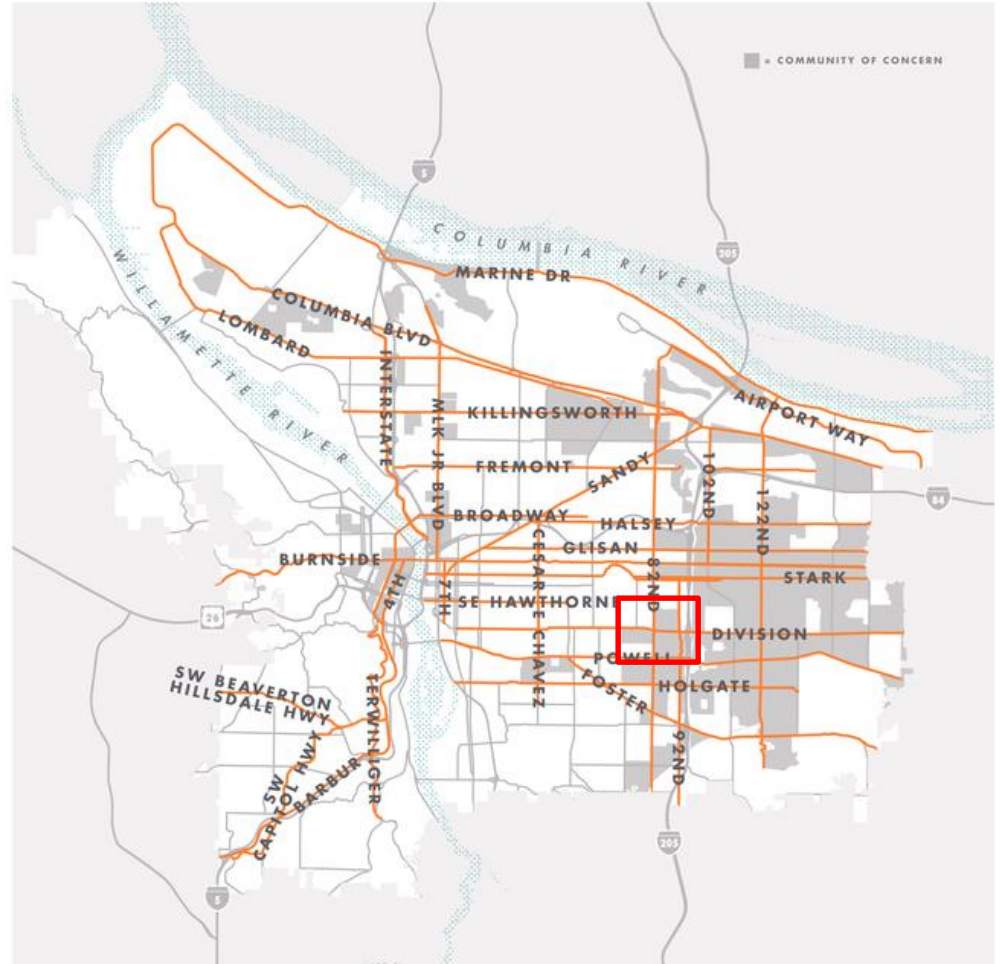 = COMMUNITY OF CONCERN
5
COLUMBIA RIVER
205
MARINE DR
WILLAMETTE RIVER
COLUMBIA BLVD
LOMBARD
INTERSTATE
MLK JR BLVD
KILLINGSWORTH
AIRPORT WAY
FREMONT
SANDY
102ND
122ND
84
BROADWAY
HALSEY
CESAR E CHAVEZ
GLISAN
BURNSIDE
82ND
STARK
4TH
7TH
SE HAWTHORNE
26
DIVISION
POWELL
FOSTER
HOLGATE
SW BEAVERTON
HILLSDALE HWY
TERWILLIGER
92ND
SW
CAPITOL HWY
BARBUR
205
5